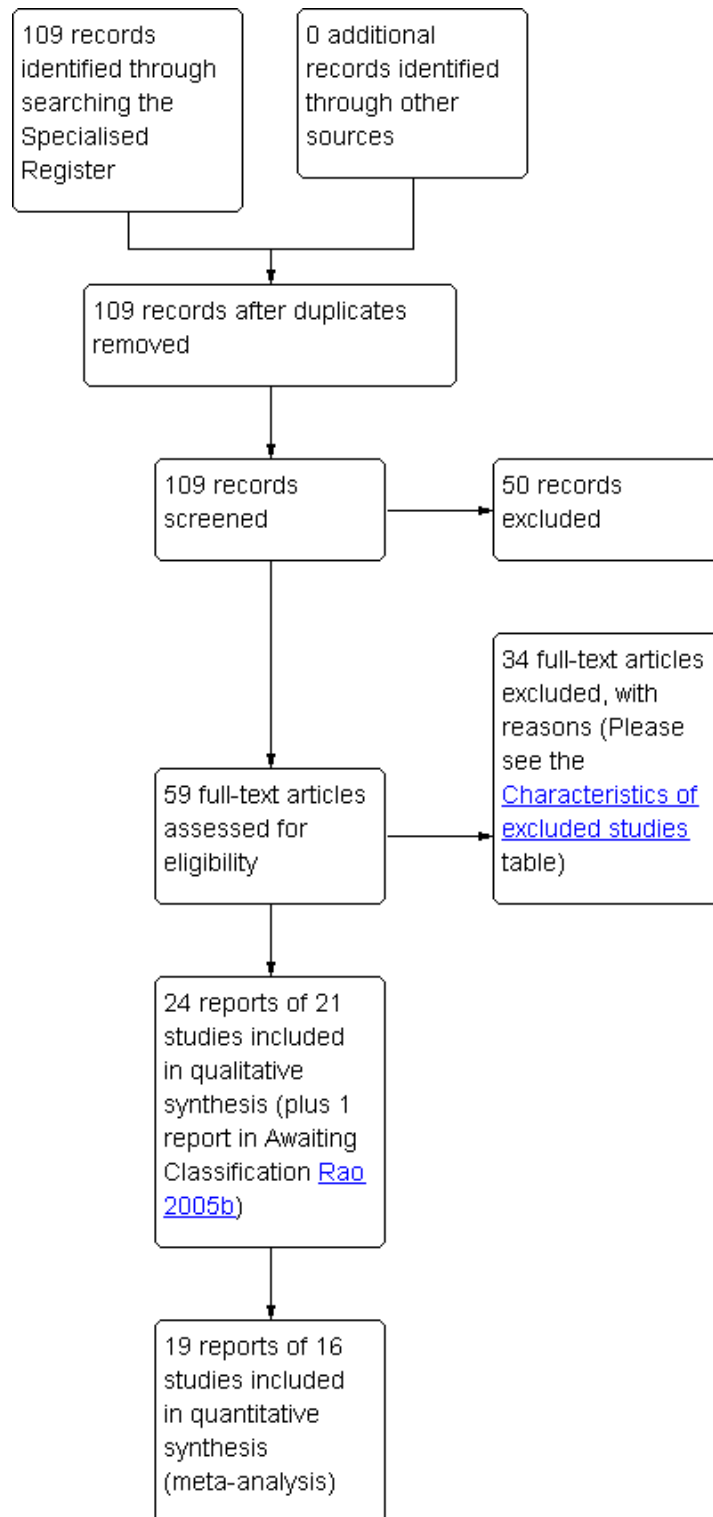 109 records
identified through
searching the
Specialised
Register
0 additional
records identified
through other
sources
109 records after duplicates
removed
109 records
screened
50 records
excluded
34 full-text articles
excluded, with
reasons (Please
see the
Characteristics of
excluded studies
table)
59 full-text articles
assessed for
eligibility
24 reports of 21
studies included
in qualitative
synthesis (plus 1
report in Awaiting
Classification Rao
2005b)
19 reports of 16
studies included
in quantitative
synthesis
(meta-analysis)